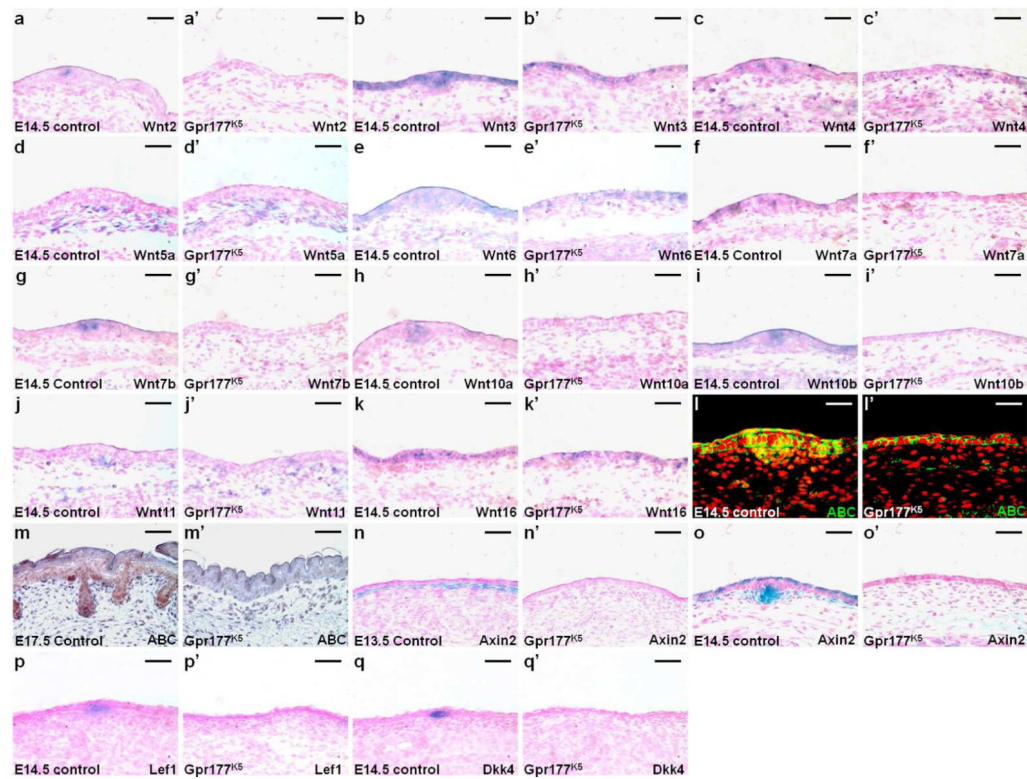 a a’ b b’ c c’
E14.5 control Wnt2 Gpr177K5 Wnt2 E14.5 control Wnt3 Gpr177K5 Wnt3 E14.5 control Wnt4 Gpr177K5 Wnt4
d d’ e e’ f f’
E14.5 control Wnt5a Gpr177K5 Wnt5a E14.5 control Wnt6 Gpr177K5 Wnt6 E14.5 Control Wnt7a Gpr177K5 Wnt7a
g g’ h h’ i i’
E14.5 Control Wnt7b Gpr177K5 Wnt7b E14.5 control Wnt10a Gpr177K5 Wnt10a E14.5 control Wnt10b Gpr177K5 Wnt10b
j j’ k k’ l l’
E14.5 control Wnt11 Gpr177K5 Wnt11 E14.5 control Wnt16 Gpr177K5 Wnt16 E14.5 control ABC Gpr177K5 ABC
m m’ n n’ o o’
E17.5 Control ABC Gpr177K5 ABC E13.5 Control Axin2 Gpr177K5 Axin2 E14.5 control Axin2 Gpr177K5 Axin2
p p’ q q’
E14.5 control Lef1 Gpr177K5 Lef1 E14.5 control Dkk4 Gpr177K5 Dkk4